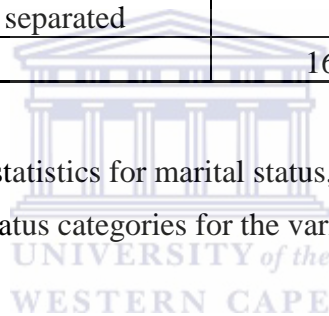 separated
16
statistics for marital status,
atus categories for the var
UNIVERSITY of the
WESTERN CAPE